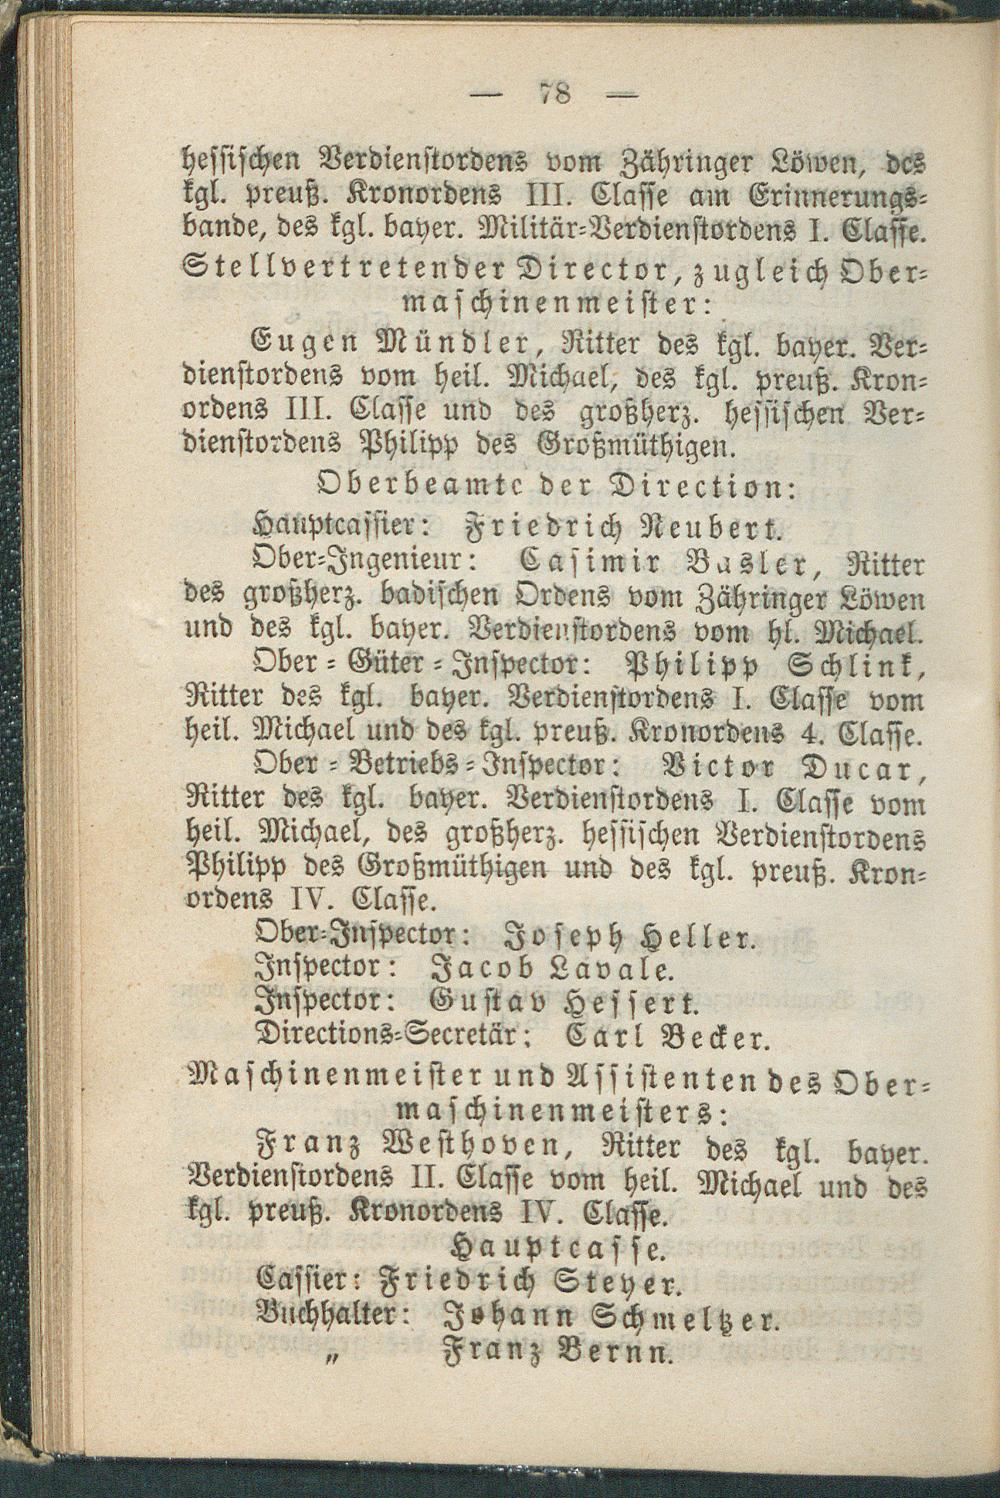 — 78 —
hessischen Verdienstordens vom Zähringer Löwen, des
kgl. preuß. Kronordens III. Classe am Erinnerungs-
bande, des kgl. bayer. Militär-Verdienstordens I. Classe.
Stellvertretender Director, zugleich Ober-
maschinenmeister:
Eugen Mündler, Ritter des kgl. bayer. Ver-
dienstordens vom heil. Michael, des kgl. preuß. Kron-
ordens III. Classe und des großherz. hessischen Ver-
dienstordens Philipp des Großmüthigen.
Oberbeamte der Direction:
Hauptcassier: Friedrich Neubert.
Ober-Ingenieur: Casimir Basler, Ritter
des großherz. badischen Ordens vom Zähringer Löwen
und des kgl. bayer. Verdienstordens vom hl. Michael.
Ober-Güter-Inspector: Philipp Schlink,
Ritter des kgl. bayer. Verdienstordens I. Classe vom
heil. Michael und des kgl. preuß. Kronordens 4. Classe.
Ober-Betriebs-Inspector: Victor Ducar,
Ritter des kgl. bayer. Verdienstordens I. Classe vom
heil. Michael, des großherz. hessischen Verdienstordens
Philipp des Großmüthigen und des kgl. preuß. Kron-
ordens IV. Classe.
Ober-Inspector: Joseph Heller.
Inspector: Jacob Lavale.
Inspector: Gustav Hessert.
Directions-Secretär: Carl Becker.
Maschinenmeister und Assistenten des Ober-
maschinenmeisters:
Franz Westhoven, Ritter des kgl. bayer.
Verdienstordens II. Classe vom heil. Michael und des
kgl. preuß. Kronordens IV. Classe.
Hauptcasse.
Cassier: Friedrich Steyer.
Buchhalter: Johann Schmeltzer.
„ Franz Bernn.